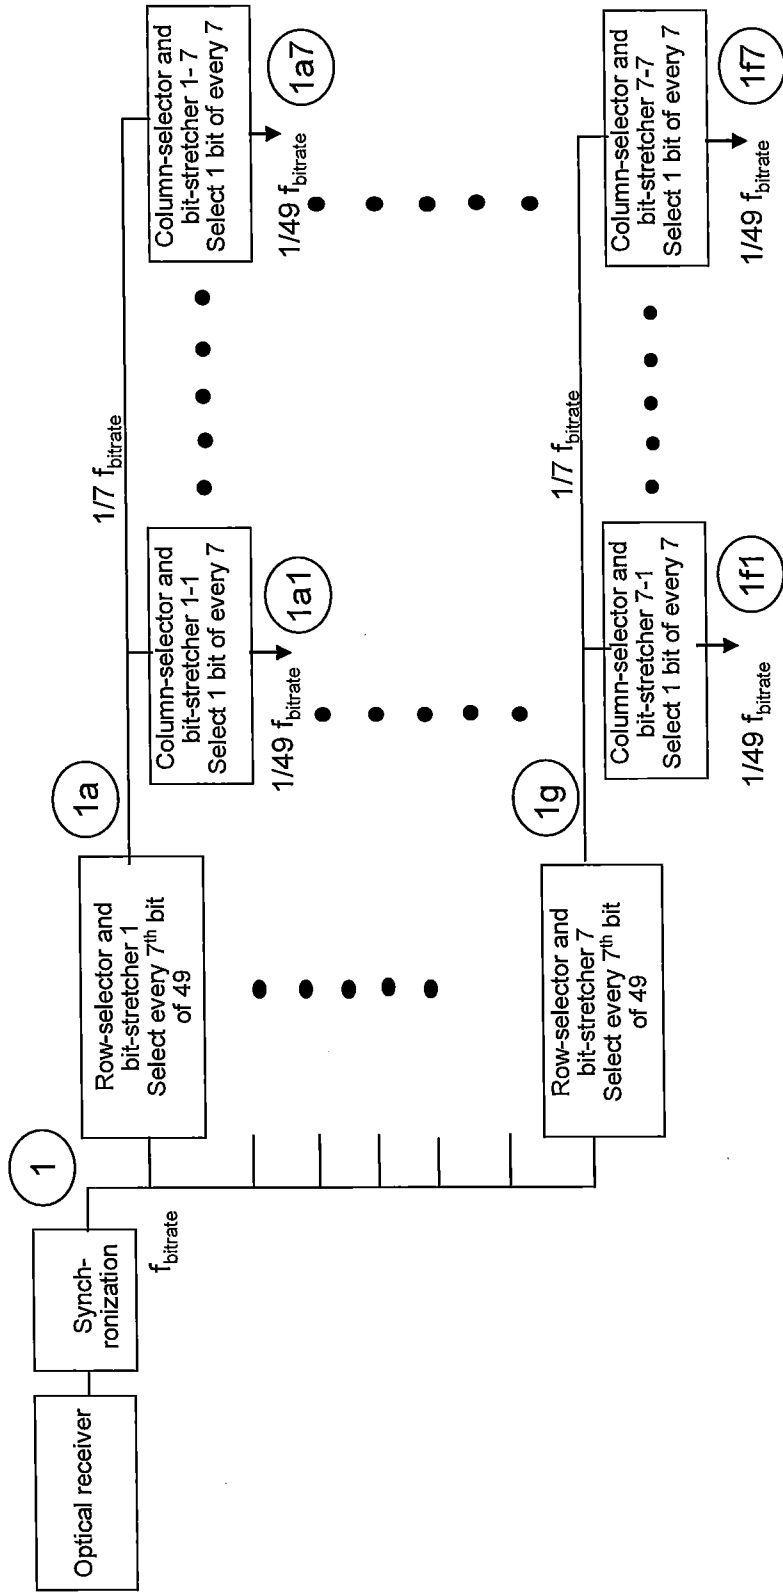 Optical receiver
Synch-
ronization
1
f_bitrate
Row-selector and
bit-stretcher 1
Select every 7th bit
of 49
1a
1/7 f_bitrate
Column-selector and
bit-stretcher 1-1
Select 1 bit of every 7
1a1
1/49 f_bitrate
Column-selector and
bit-stretcher 1- 7
Select 1 bit of every 7
1a7
1/49 f_bitrate
Row-selector and
bit-stretcher 7
Select every 7th bit
of 49
1g
1/7 f_bitrate
Column-selector and
bit-stretcher 7-1
Select 1 bit of every 7
1f1
1/49 f_bitrate
Column-selector and
bit-stretcher 7-7
Select 1 bit of every 7
1f7
1/49 f_bitrate